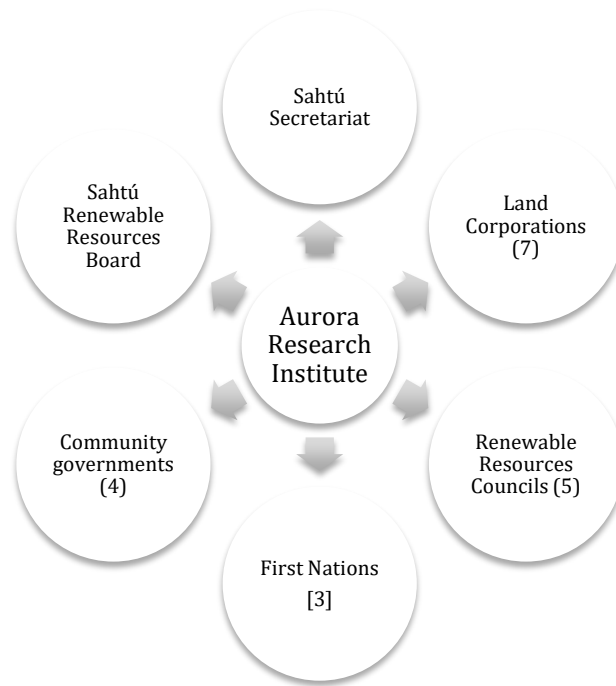 Sahtú
Secretariat
Sahtú
Renewable
Resources
Board
Land
Corporations
(7)
Aurora
Research
Institute
Community
governments
(4)
Renewable
Resources
Councils (5)
First Nations
[3]